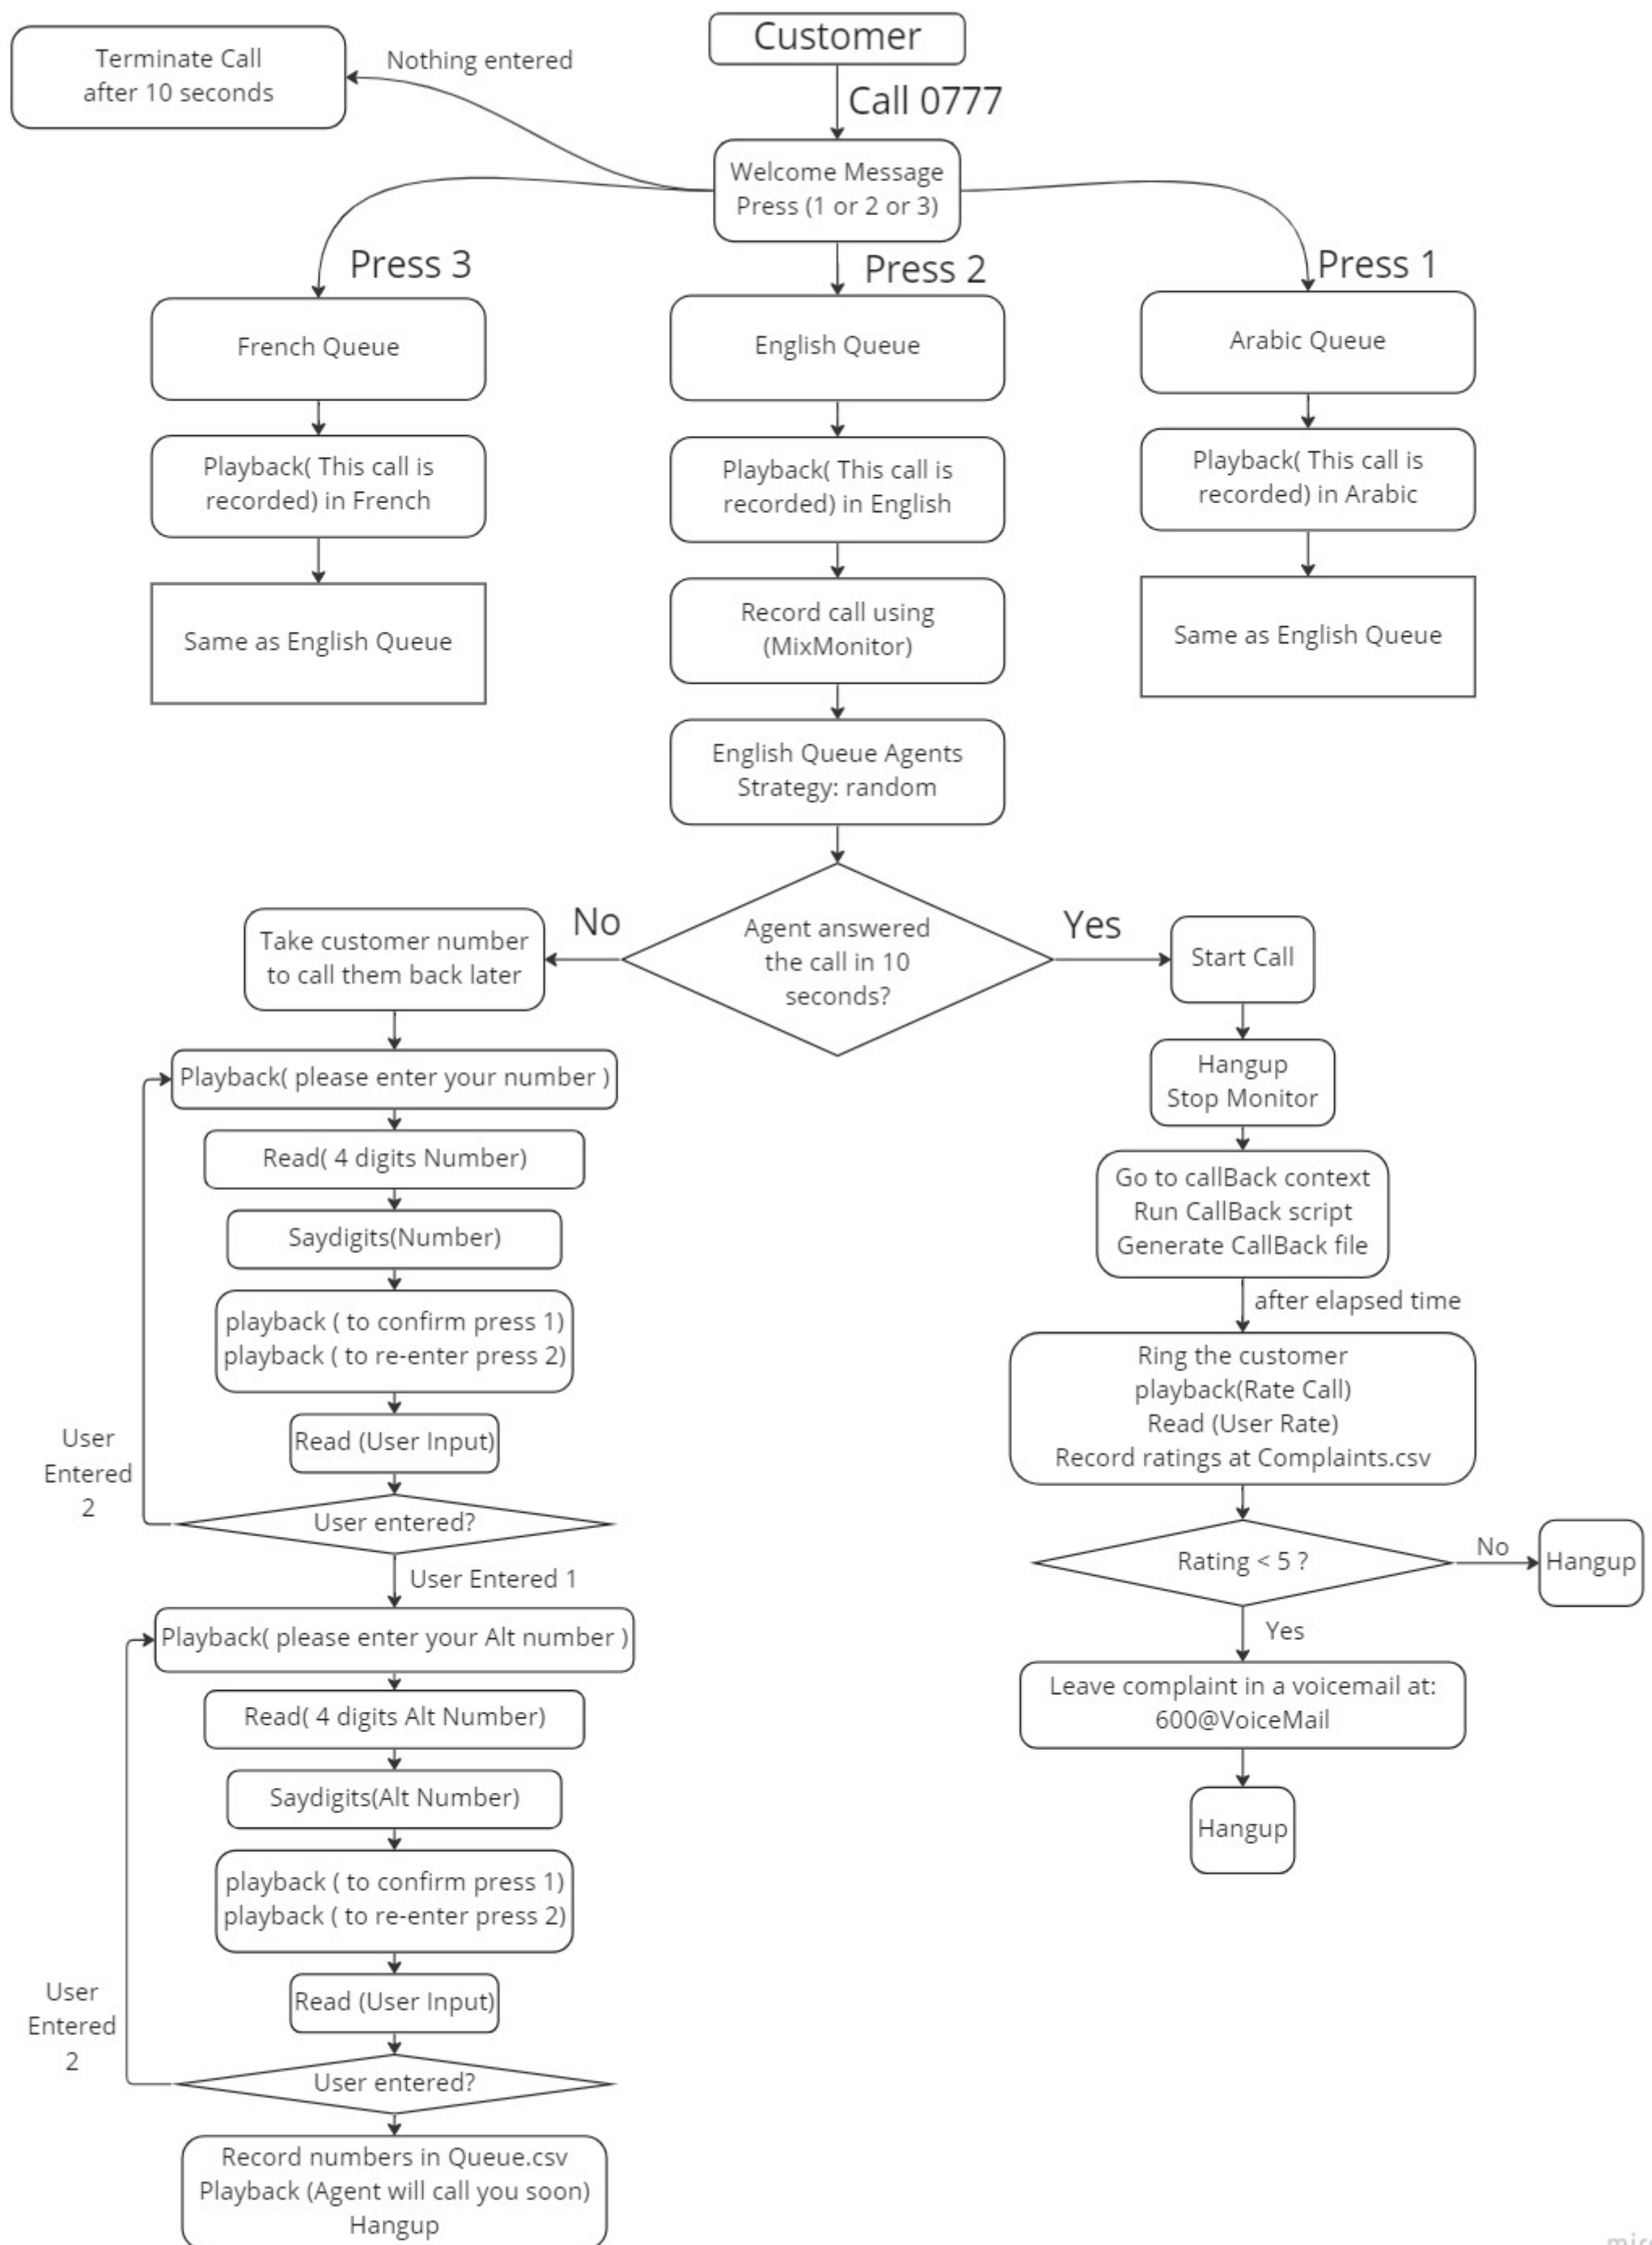 Customer
Terminate Call
after 10 seconds
Nothing entered
Call 0777
Welcome Message
Press (1 or 2 or 3)
Press 3
Press 2
Press 1
French Queue
English Queue
Arabic Queue
Playback( This call is
recorded) in French
Playback( This call is
recorded) in English
Playback( This call is
recorded) in Arabic
Same as English Queue
Record call using
(MixMonitor)
Same as English Queue
English Queue Agents
Strategy: random
Agent answered
the call in 10
seconds?
No
Yes
Take customer number
to call them back later
Playback( please enter your number )
Read( 4 digits Number)
Saydigits(Number)
playback ( to confirm press 1)
playback ( to re-enter press 2)
Read (User Input)
User
Entered
2
User entered?
User Entered 1
Playback( please enter your Alt number )
Read( 4 digits Alt Number)
Saydigits(Alt Number)
playback ( to confirm press 1)
playback ( to re-enter press 2)
Read (User Input)
User
Entered
2
User entered?
Record numbers in Queue.csv
Playback (Agent will call you soon)
Hangup
Start Call
Hangup
Stop Monitor
Go to callBack context
Run CallBack script
Generate CallBack file
after elapsed time
Ring the customer
playback(Rate Call)
Read (User Rate)
Record ratings at Complaints.csv
Rating < 5 ?
No
Hangup
Yes
Leave complaint in a voicemail at:
600@VoiceMail
Hangup